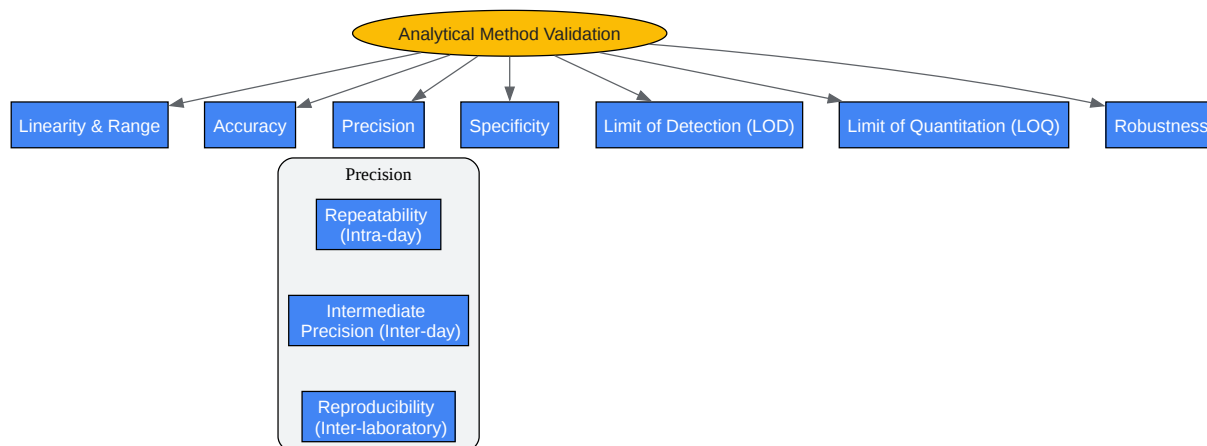 Analytical Method Validation
Linearity & Range
Accuracy
Precision
Specificity
Limit of Detection (LOD)
Limit of Quantitation (LOQ)
Robustness
Precision
Repeatability
(Intra-day)
Intermediate
Precision (Inter-day)
Reproducibility
(Inter-laboratory)